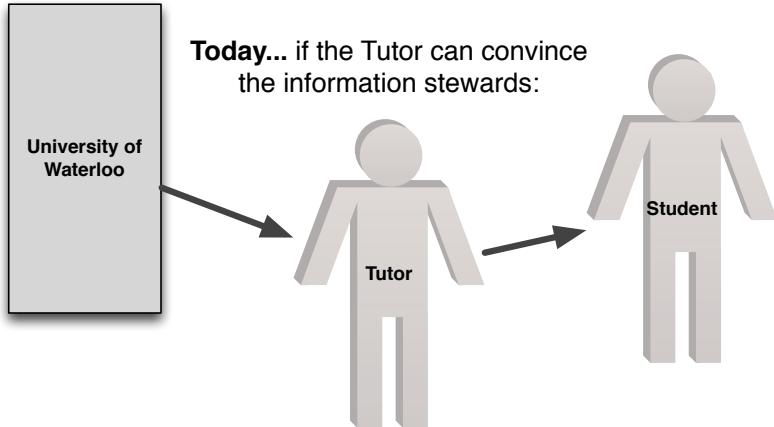 Today... if the Tutor can convince
the information stewards:
University of
Waterloo
Tutor
Student